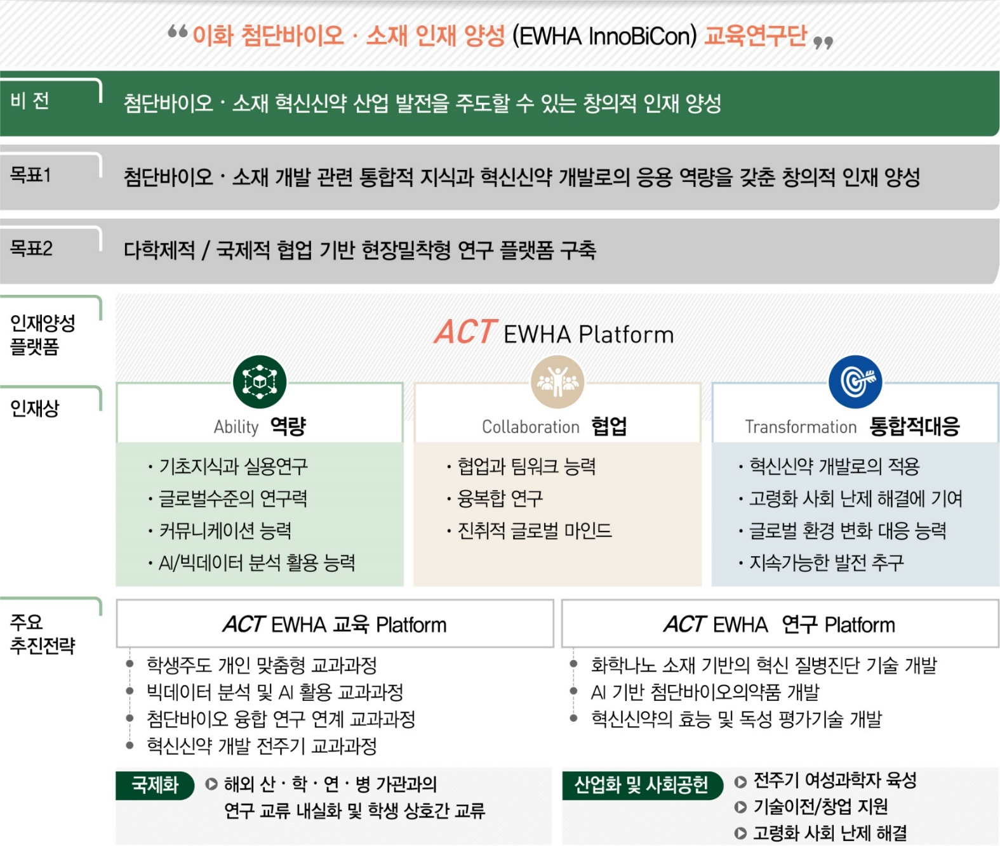 “이화 첨단바이오 · 소재 인재 양성 (EWHA InnoBiCon) 교육연구단”
비 전
첨단바이오 · 소재 혁신신약 산업 발전을 주도할 수 있는 창의적 인재 양성
목표1
첨단바이오 · 소재 개발 관련 통합적 지식과 혁신신약 개발로의 응용 역량을 갖춘 창의적 인재 양성
목표2
다학제적 / 국제적 협업 기반 현장밀착형 연구 플랫폼 구축
인재양성
플랫폼
ACT EWHA Platform
인재상
Ability 역량
· 기초지식과 실용연구
· 글로벌수준의 연구력
· 커뮤니케이션 능력
· AI/빅데이터 분석 활용 능력
Collaboration 협업
· 협업과 팀워크 능력
· 융복합 연구
· 진취적 글로벌 마인드
Transformation 통합적대응
· 혁신신약 개발로의 적용
· 고령화 사회 난제 해결에 기여
· 글로벌 환경 변화 대응 능력
· 지속가능한 발전 추구
주요
추진전략
ACT EWHA 교육 Platform
학생주도 개인 맞춤형 교과과정
빅데이터 분석 및 AI 활용 교과과정
첨단바이오 융합 연구 연계 교과과정
혁신신약 개발 전주기 교과과정
ACT EWHA 연구 Platform
화학나노 소재 기반의 혁신 질병진단 기술 개발
AI 기반 첨단바이오의약품 개발
혁신신약의 효능 및 독성 평가기술 개발
국제화
해외 산 · 학 · 연 · 병 가관과의
연구 교류 내실화 및 학생 상호간 교류
산업화 및 사회공헌
전주기 여성과학자 육성
기술이전/창업 지원
고령화 사회 난제 해결